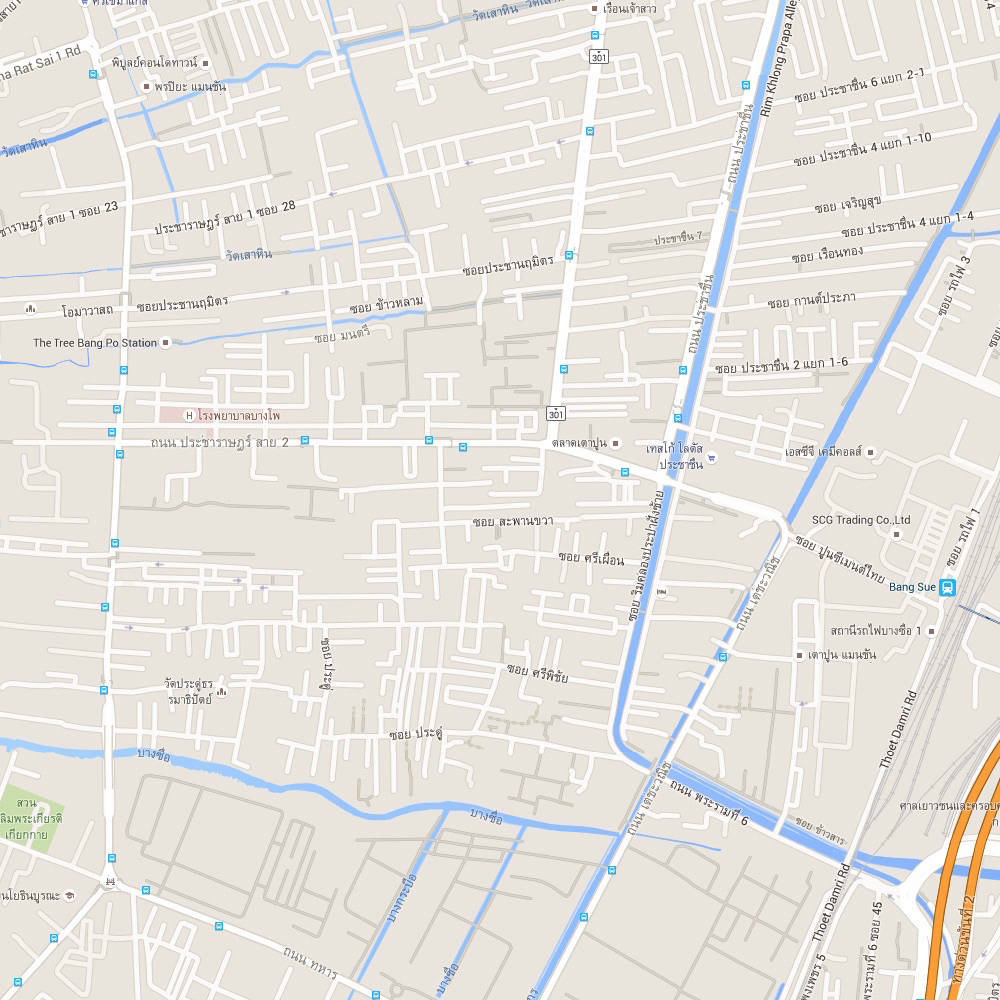 วัดเสาหิน
เรือนเจ้าสาว
301
พิบูลย์คอนโดทาวน์
พรปิยะ แมนชั่น
Rim Khlong Prapa Alley
ซอย ประชาชื่น 6 แยก 2-1
ถนน ประชาชื่น
วัดเสาหิน
ซอย ประชาชื่น 4 แยก 1-10
ซอย เจริญสุข
ประชาราษฎร์ สาย 1 ซอย 28
ซอย ประชาชื่น 4 แยก 1-4
ประชาชื่น 7
ซอย เรือนทอง
วัดเสาหิน
ซอยประชานฤมิตร
ซอย รถไฟ 3
โอมาวาสถ
ซอยประชานฤมิตร
ซอย ข้าวหลาม
ซอย กานต์ประภา
ถนน ประชาชื่น
ซอย มนตรี
The Tree Bang Po Station
ซอย ประชาชื่น 2 แยก 1-6
H
โรงพยาบาลบางโพ
301
ถนน ประชาราษฎร์ สาย 2
ตลาดเตาปูน
เทสโก้ โลตัส
ประชาชื่น
เอสซีจี เคมีคอลส์
ซอย สะพานขวา
SCG Trading Co.,Ltd
ซอย รถไฟ 1
ซอย ศรีเผือน
ซอย ริมคลองประปาฝั่งซ้าย
ซอย ปูนซีเมนต์ไทย
ถนน เตชะวณิช
Bang Sue
สถานีรถไฟบางซื่อ 1
เตาปูน แมนชั่น
ซอย ประดู่
วัดประดู่ธร
รมาธิปัตย์
ซอย ศรีพิชัย
Thoet Damri Rd
ซอย ประดู่
บางซื่อ
ถนน พระรามที่ 6
ถนน เตชะวณิช
ซอย ข้าวสาร
สวน
เทียกกาย
บางซื่อ
บางกระบือ
Thoet Damri Rd
ถนน ทหาร
บางซื่อ
พระรามที่ 6 ซอย 45
ทางด่วนขั้นที่ 2